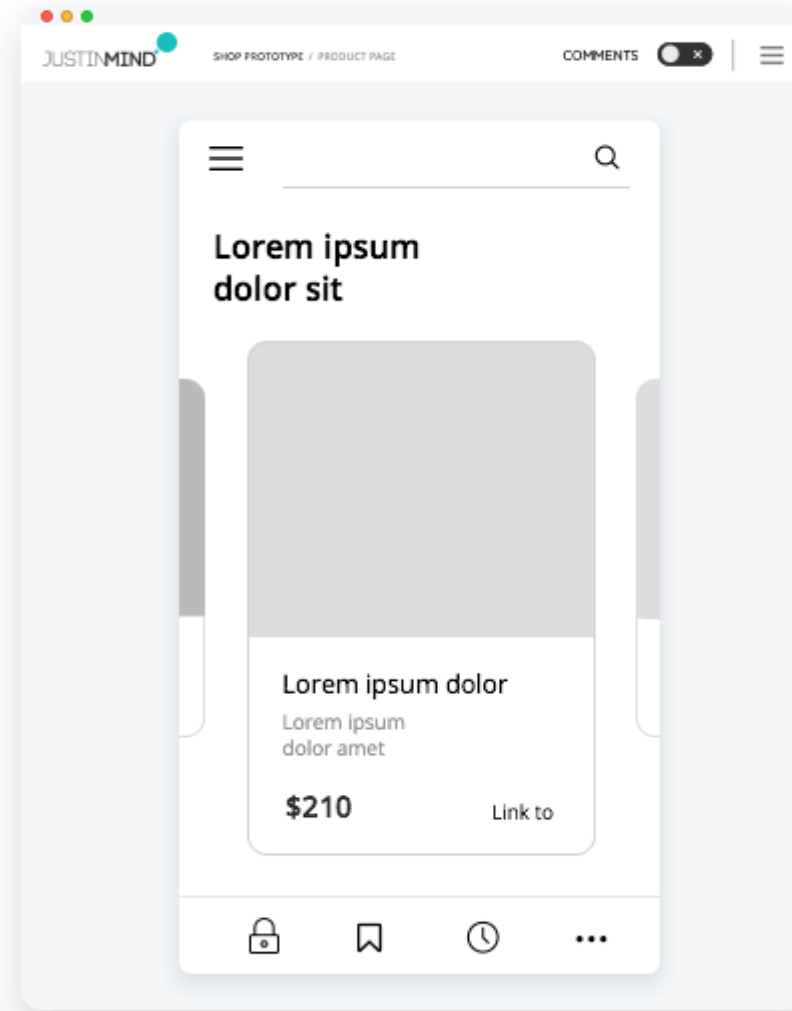 JUSTINMIND
SHOP PROTOTYPE / PRODUCT PAGE
COMMENTS
Lorem ipsum
dolor sit
Lorem ipsum dolor
Lorem ipsum
dolor amet
$210
Link to